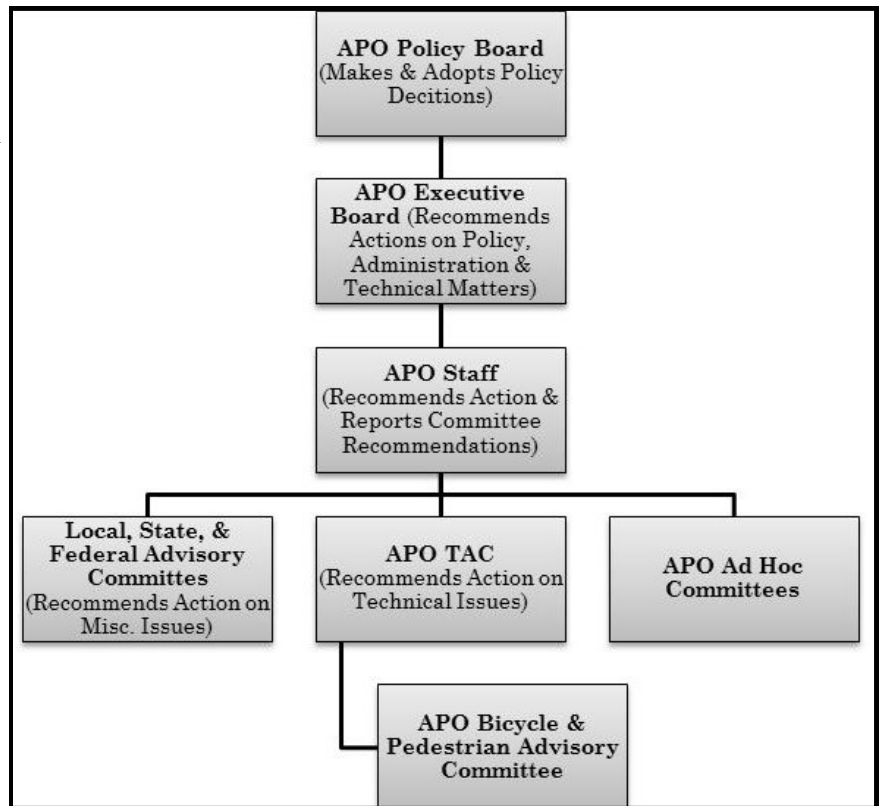 APO Policy Board
(Makes & Adopts Policy
Decitions)
APO Executive
Board (Recommends
Actions on Policy,
Administration &
Technical Matters)
APO Staff
(Recommends Action &
Reports Committee
Recommendations)
Local, State, &
Federal Advisory
Committes
(Recommends Action on
Misc. Issues)
APO TAC
(Recommends Action on
Technical Issues)
APO Ad Hoc
Committees
APO Bicycle &
Pedestrian Advisory
Committee